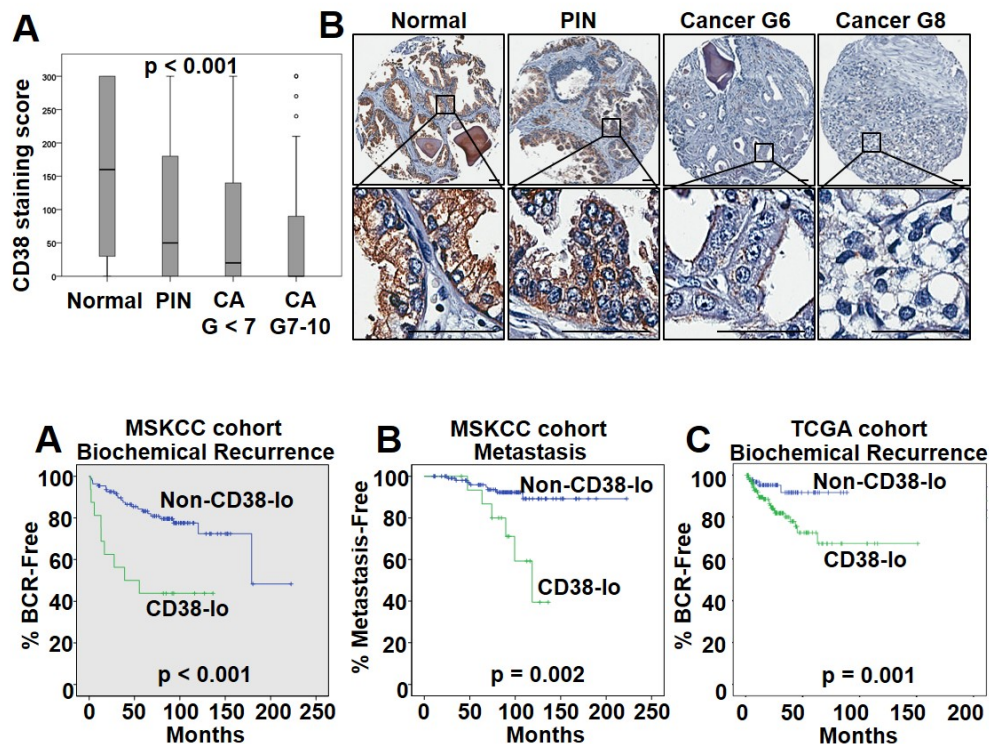 A
p < 0.001
CD38 staining score
300
250
200
150
100
50
0
Normal
PIN
CA
G < 7
CA
G7-10
B
Normal
PIN
Cancer G6
Cancer G8
A
MSKCC cohort
Biochemical Recurrence
% BCR-Free
100
80
60
40
20
0
Non-CD38-lo
CD38-lo
p < 0.001
0 50 100 150 200 250
Months
B
MSKCC cohort
Metastasis
% Metastasis-Free
100
80
60
40
20
0
Non-CD38-lo
CD38-lo
p = 0.002
0 50 100 150 200 250
Months
C
TCGA cohort
Biochemical Recurrence
% BCR-Free
100
80
60
40
20
0
Non-CD38-lo
CD38-lo
p = 0.001
0 50 100 150 200
Months